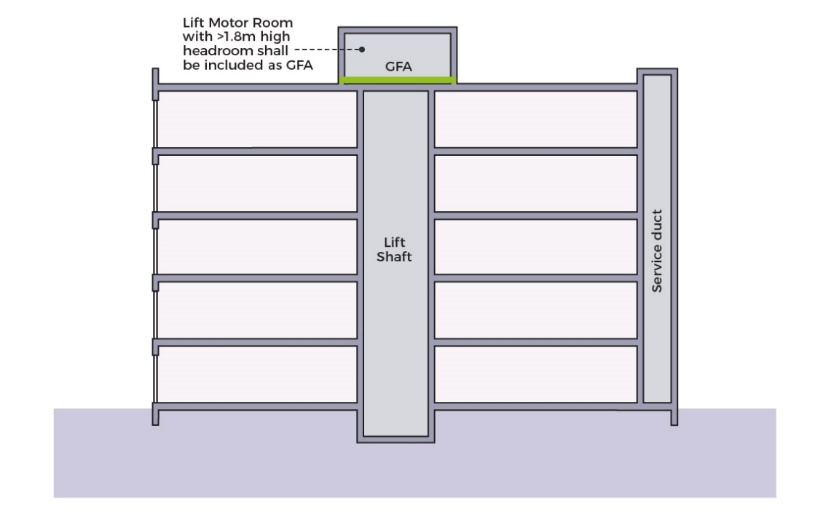 Lift Motor Room
with >1.8m high
headroom shall
be included as GFA
GFA
Lift
Shaft
Service duct